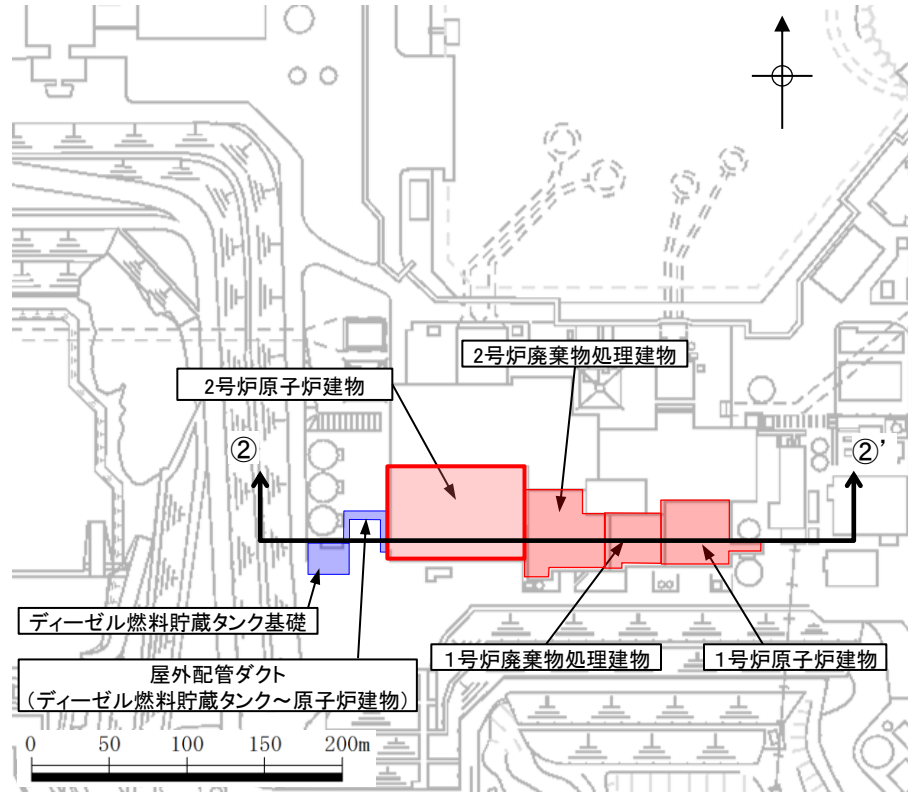 2号炉廃棄物処理建物
2号炉原子炉建物
②
②’
ディーゼル燃料貯蔵タンク基礎
屋外配管ダクト
(ディーゼル燃料貯蔵タンク～原子炉建物)
1号炉廃棄物処理建物
1号炉原子炉建物
0 50 100 150 200m